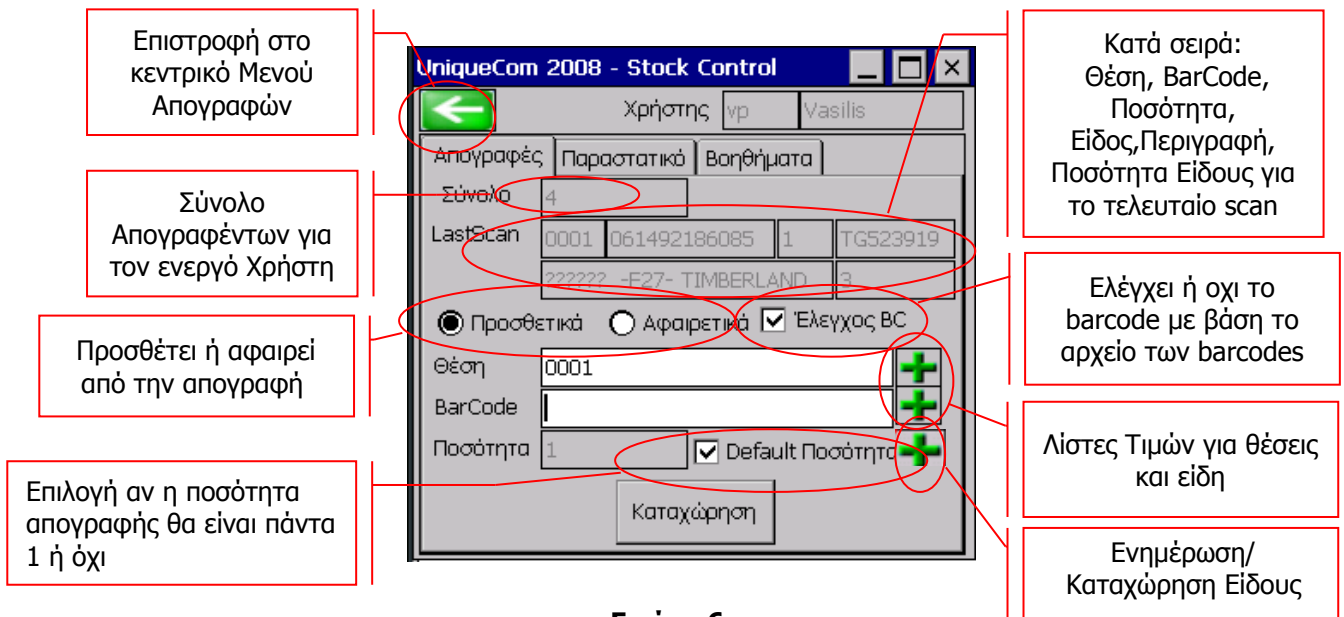 Επιστροφή στο
κεντρικό Μενού
Απογραφών
Σύνολο
Απογραφέντων για
τον ενεργό Χρήστη
Προσθέτει ή αφαιρεί
από την απογραφή
Επιλογή αν η ποσότητα
απογραφής θα είναι πάντα
1 ή όχι
UniqueCom 2008 - Stock Control
Χρήστης vp Vasilis
Απογραφές Παραστατικό Βοηθήματα
Σύνολο 4
LastScan 0001 061492186085 1 TG523919
?????? -F27- TIMBERLAND 3
Προσθετικά Αφαιρετικά Έλεγχος BC
Θέση 0001
BarCode
Ποσότητα 1 Default Ποσότητα
Καταχώρηση
Κατά σειρά:
Θέση, BarCode,
Ποσότητα,
Είδος,Περιγραφή,
Ποσότητα Είδους για
το τελευταίο scan
Ελέγχει ή οχι το
barcode με βάση το
αρχείο των barcodes
Λίστες Τιμών για θέσεις
και είδη
Ενημέρωση/
Καταχώρηση Είδους